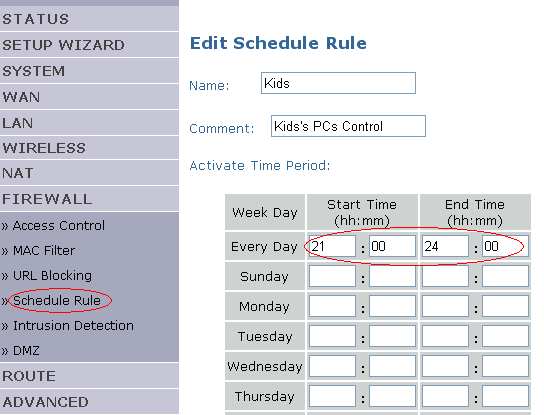 STATUS
SETUP WIZARD
SYSTEM
WAN
LAN
WIRELESS
NAT
FIREWALL
» Access Control
» MAC Filter
» URL Blocking
» Schedule Rule
» Intrusion Detection
» DMZ
ROUTE
ADVANCED
Edit Schedule Rule
Name: Kids
Comment: Kids's PCs Control
Activate Time Period:
Week Day Start Time (hh:mm) End Time (hh:mm)
Every Day 21 : 00 24 : 00
Sunday : :
Monday : :
Tuesday : :
Wednesday : :
Thursday : :